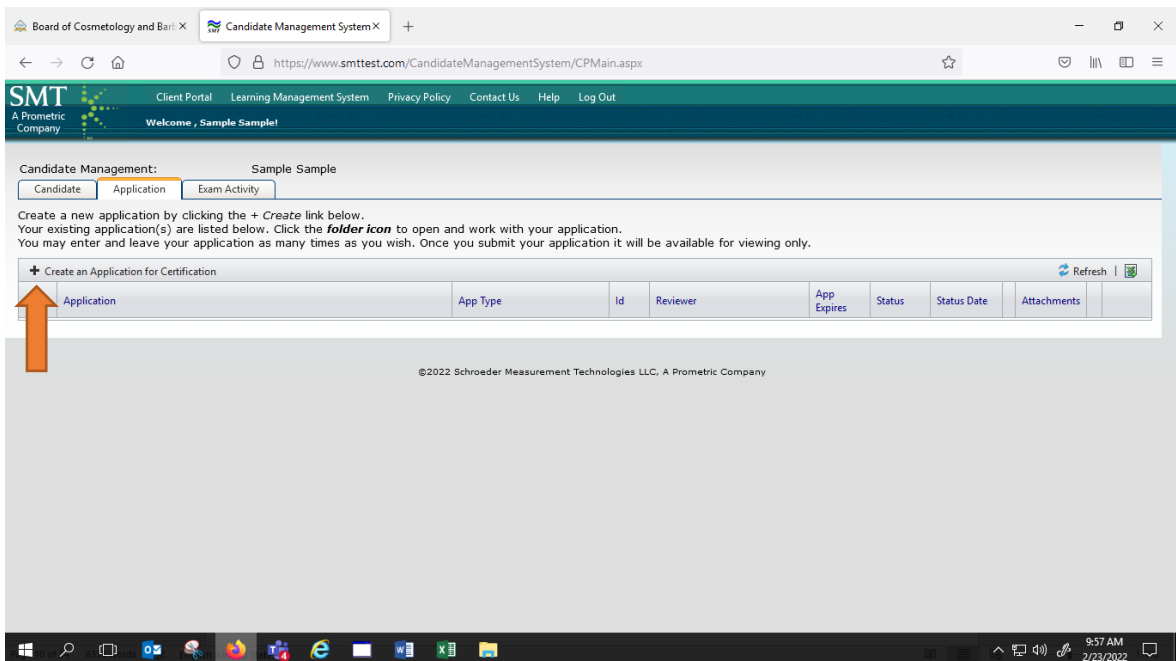 Board of Cosmetology and Barb
SMT
Candidate Management System
https://www.smttest.com/CandidateManagementSystem/CPMain.aspx
SMT
A Prometric
Company
Client Portal Learning Management System Privacy Policy Contact Us Help Log Out
Welcome , Sample Sample!
Candidate Management: Sample Sample
Candidate Application Exam Activity
Create a new application by clicking the + Create link below.
Your existing application(s) are listed below. Click the folder icon to open and work with your application.
You may enter and leave your application as many times as you wish. Once you submit your application it will be available for viewing only.
+ Create an Application for Certification Refresh |
Application App Type Id Reviewer App Expires Status Status Date Attachments
©2022 Schroeder Measurement Technologies LLC, A Prometric Company
9:57 AM
2/23/2022